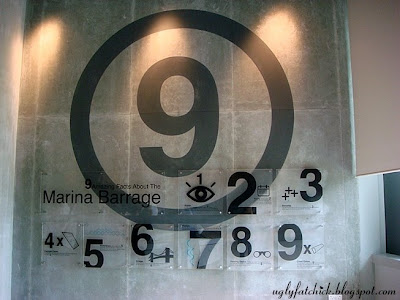 9
9 Amazing Facts About The
Marina Barrage
1
2
3
4x
5
6
7
8
9x
uglyfatchick.blogspot.com